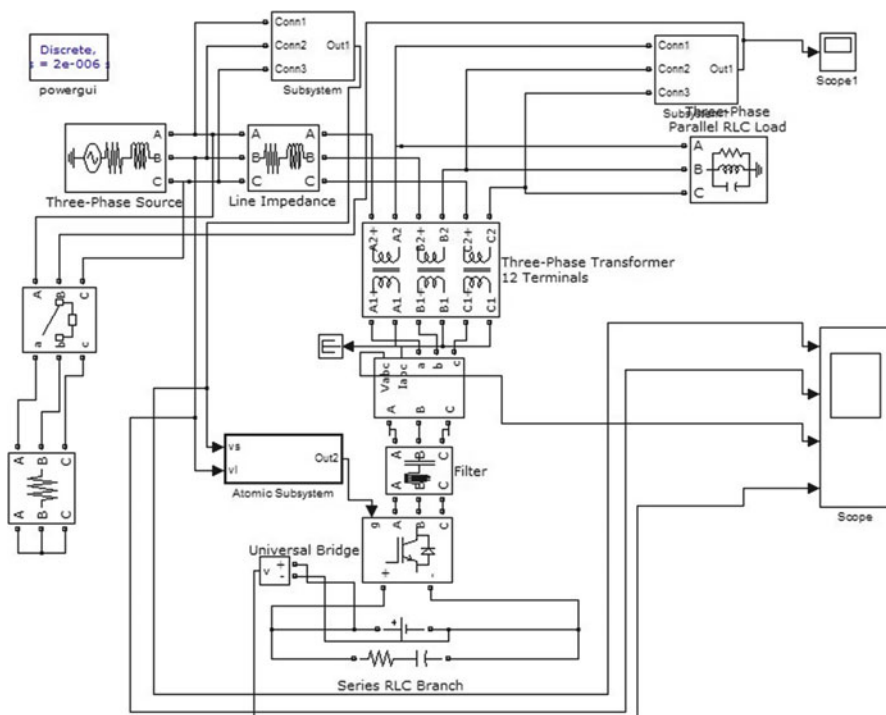 Discrete,
s = 2e-006 s
powergui
Conn1
Conn2
Conn3
Out1
Subsystem
Conn1
Conn2
Conn3
Out1
Subsystem1
Scope1
Three-Phase
Parallel RLC Load
A
B
C
A
B
C
Three-Phase Source
A
B
C
A
B
C
Line Impedance
A2+
A2
B2+
B2
C2+
C2
A1+
A1
B1+
B1
C1+
C1
Three-Phase Transformer
12 Terminals
A
B
C
a
b
c
Vabc
Iabc
a
b
c
A
B
C
A
B
C
A
B
C
Filter
vs
vl
Out2
Atomic Subsystem
A
B
C
A
B
C
g
A
B
C
+
-
Universal Bridge
v
+
-
+
Series RLC Branch
Scope